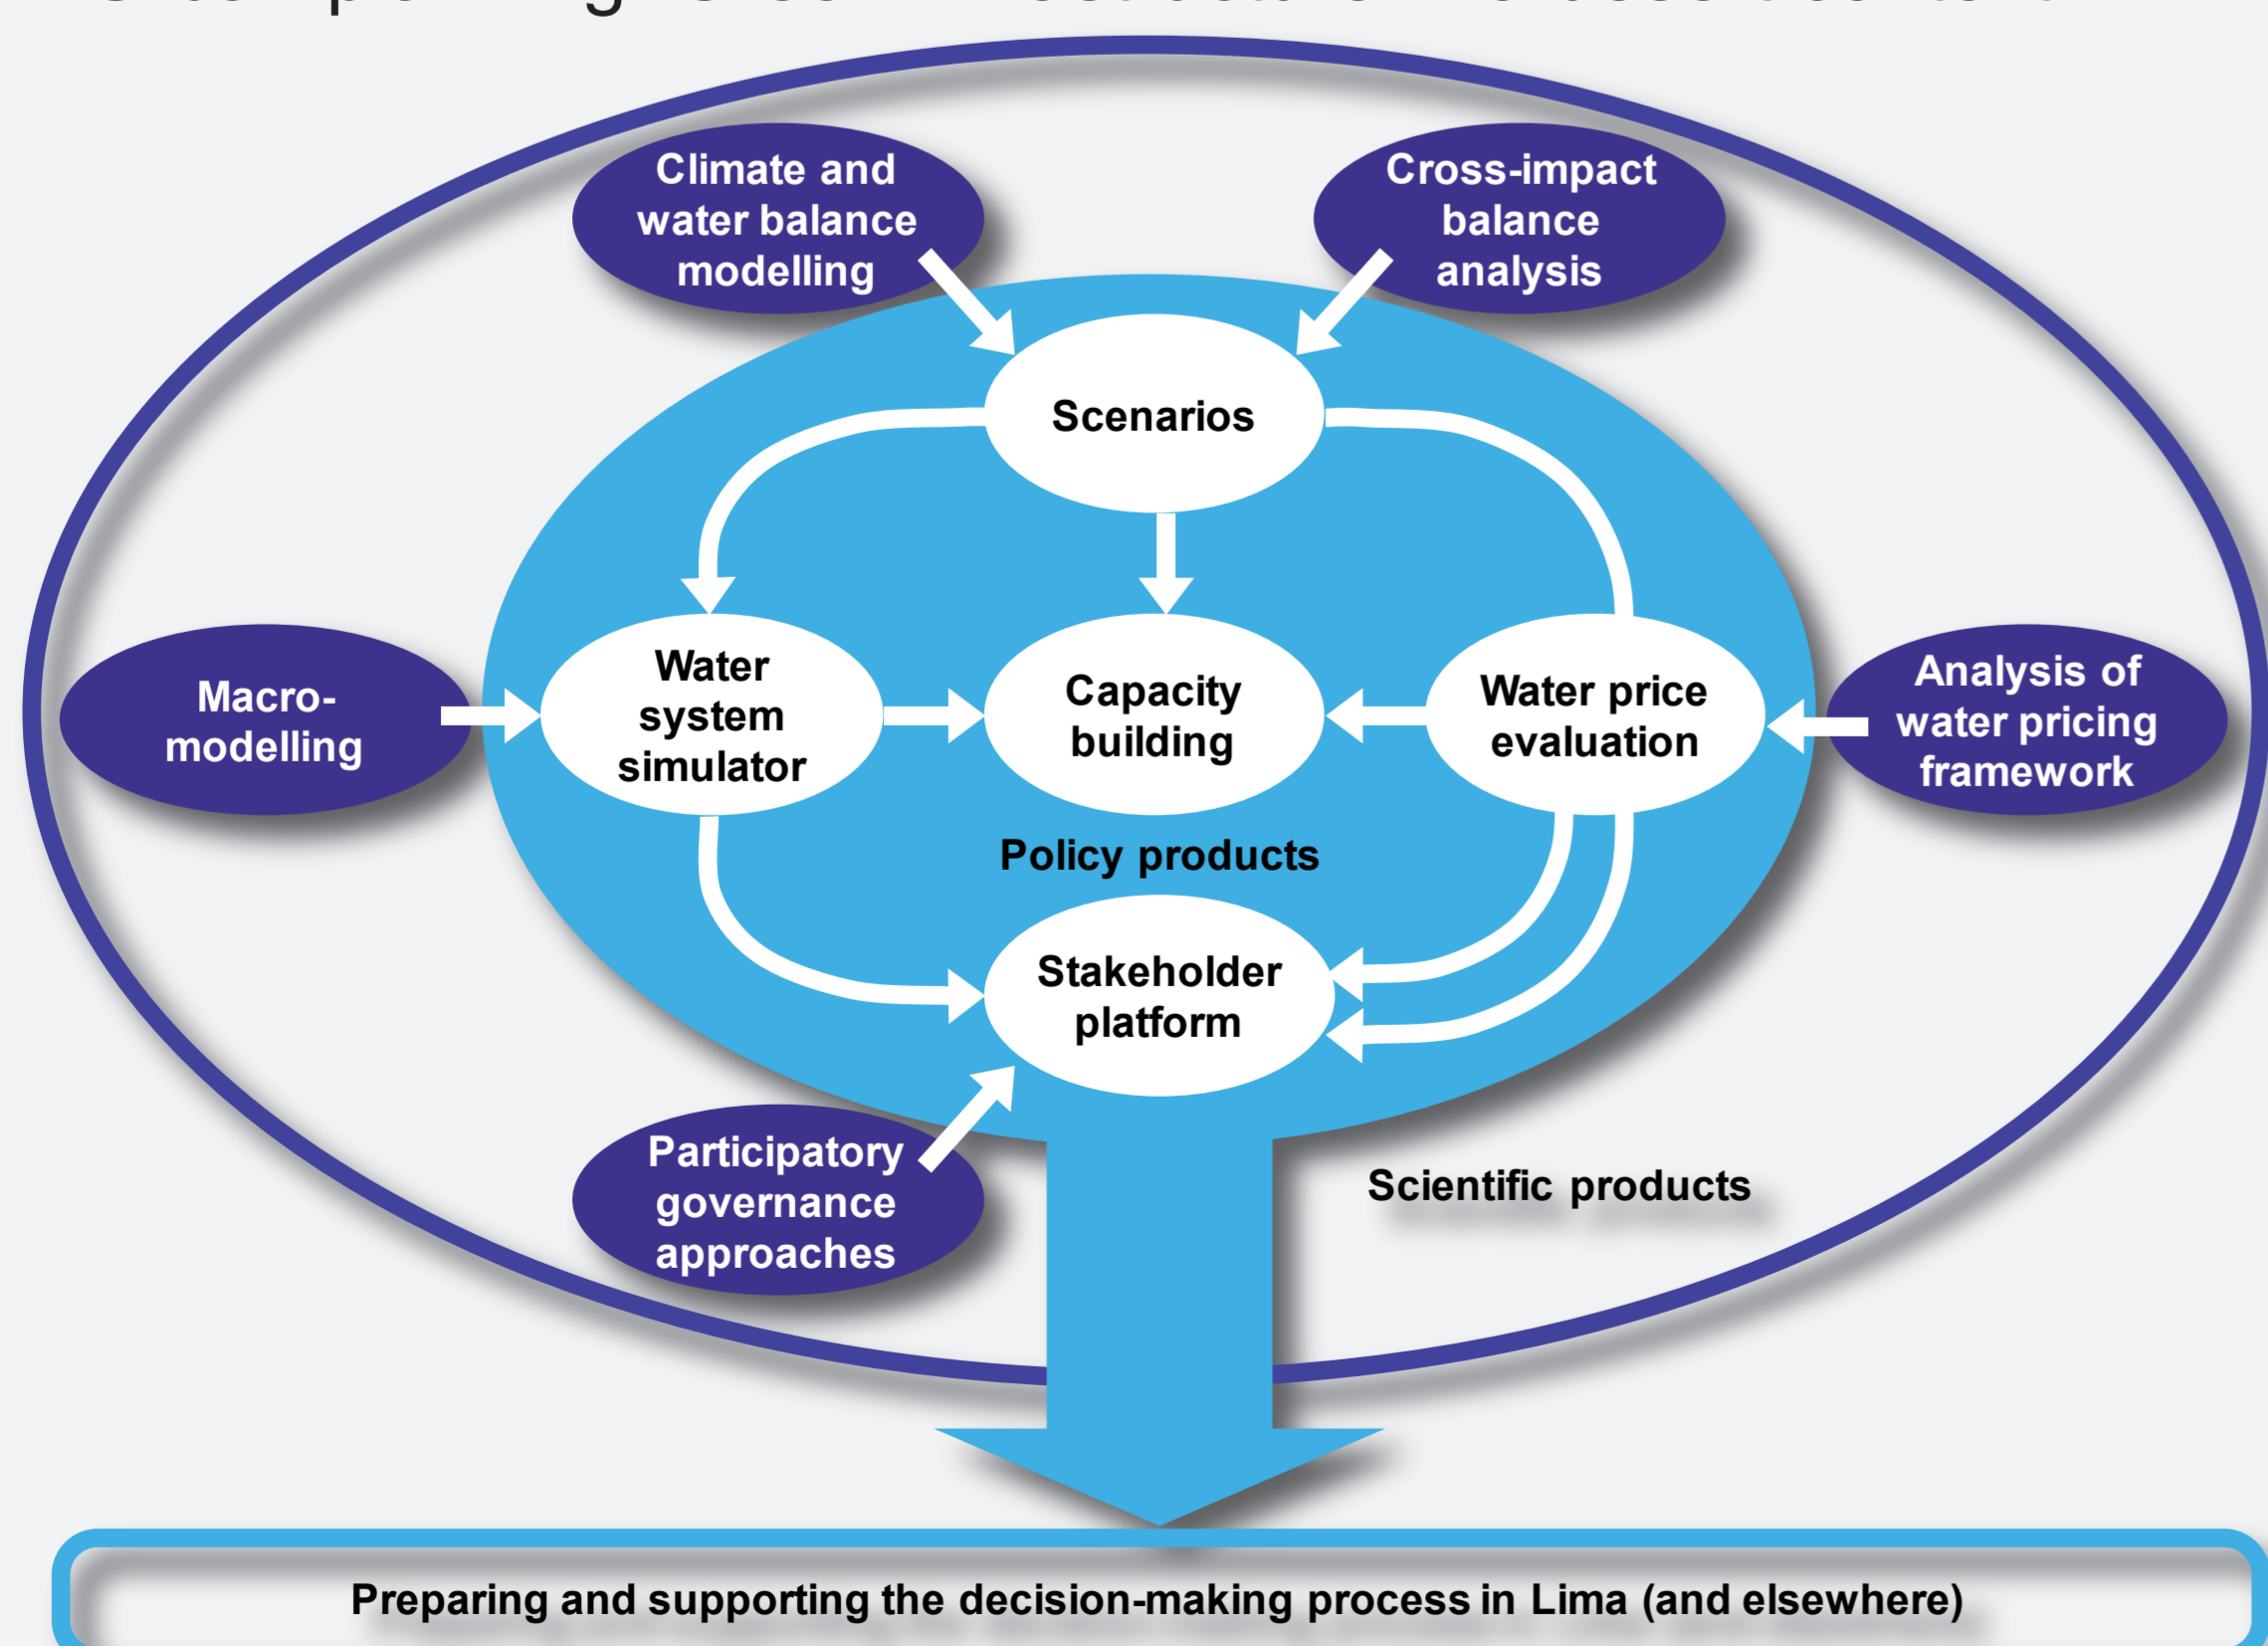 Climate and
water balance
modelling
Cross-impact
balance
analysis
Scenarios
Macro-
modelling
Water
system
simulator
Capacity
building
Water price
evaluation
Analysis of
water pricing
framework
Policy products
Stakeholder
platform
Participatory
governance
approaches
Scientific products
Preparing and supporting the decision-making process in Lima (and elsewhere)